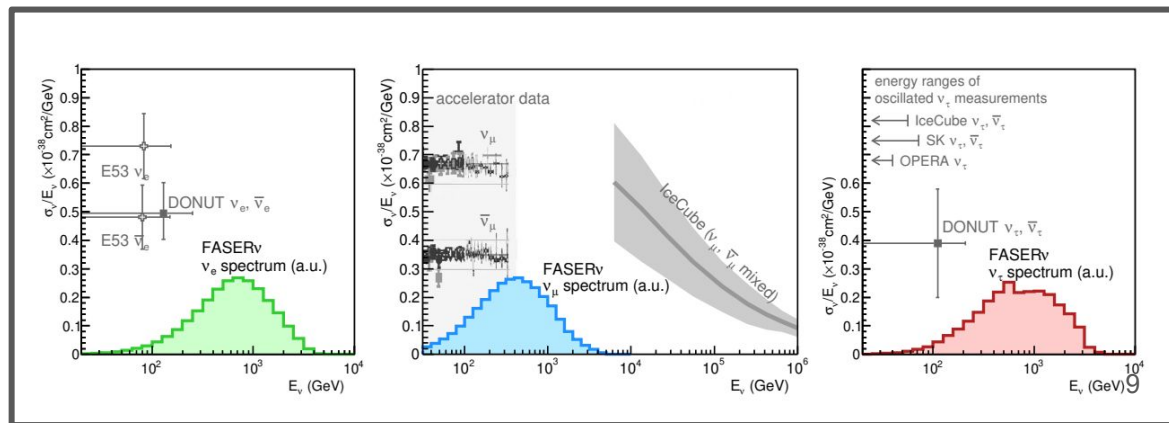 σν/Eν (×10⁻³⁸cm²/GeV)
1
0.9
0.8
0.7
0.6
0.5
0.4
0.3
0.2
0.1
0
E53 νe
DONUT νe, ν̅e
E53 ν̅e
FASERν
νe spectrum (a.u.)
10²
10³
10⁴
Eν (GeV)
σν/Eν (×10⁻³⁸cm²/GeV)
1
0.9
0.8
0.7
0.6
0.5
0.4
0.3
0.2
0.1
0
accelerator data
νμ
ν̅μ
FASERν
νμ spectrum (a.u.)
IceCube (νμ, ν̅μ mixed)
10²
10³
10⁴
10⁵
10⁶
Eν (GeV)
σν/Eν (×10⁻³⁸cm²/GeV)
energy ranges of
oscillated ντ measurements
IceCube ντ, ν̅τ
SK ντ, ν̅τ
OPERA ντ
0.5
0.4
0.3
0.2
0.1
0
DONUT ντ, ν̅τ
FASERν
ντ spectrum (a.u.)
10²
10³
10⁴
Eν (GeV)
9